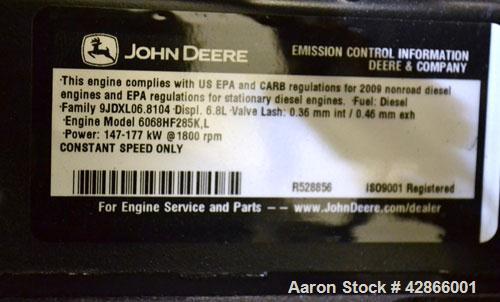 JOHN DEERE
EMISSION CONTROL INFORMATION
DEERE & COMPANY
·This engine complies with US EPA and CARB regulations for 2009 nonroad diesel
engines and EPA regulations for stationary diesel engines. ·Fuel: Diesel
·Family 9JDXL06.8104 ·Displ. 6.8L ·Valve Lash: 0.36 mm int / 0.46 mm exh
·Engine Model 6068HF285K,L
·Power: 147-177 kW @1800 rpm
CONSTANT SPEED ONLY
R528856 ISO9001 Registered
For Engine Service and Parts –– www.JohnDeere.com/dealer
Aaron Stock # 42866001